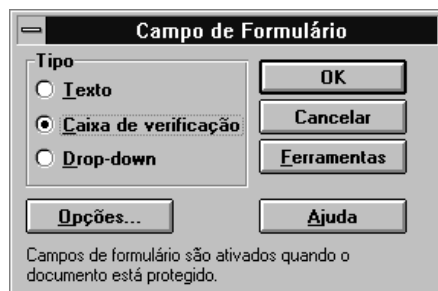 Campo de Formulário
Tipo
Texto
Caixa de verificação
Drop-down
OK
Cancelar
Ferramentas
Opções...
Ajuda
Campos de formulário são ativados quando o
documento está protegido.